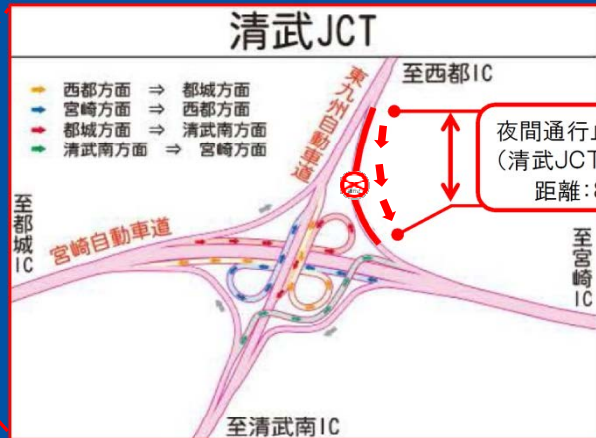 清武JCT
至西都IC
西都方面 ⇒ 都城方面
宮崎方面 ⇒ 西都方面
都城方面 ⇒ 清武南方面
清武南方面 ⇒ 宮崎方面
東九州自動車道
夜間通行
(清武JCT
距離:
至都城IC
宮崎自動車道
至宮崎IC
至清武南IC